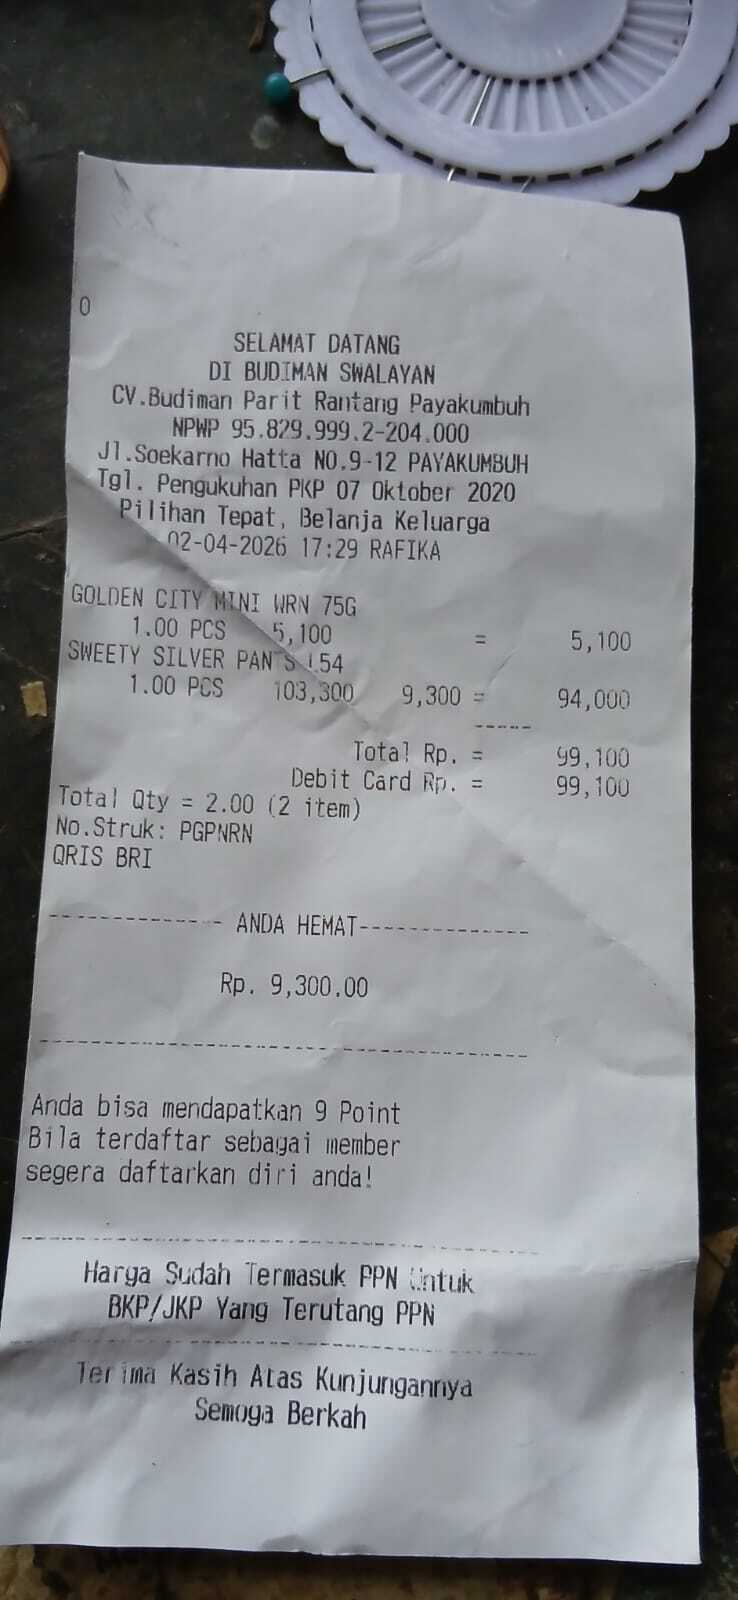 0
SELAMAT DATANG
DI BUDIMAN SWALAYAN
CV.Budiman Parit Rantang Payakumbuh
NPWP 95.829.999.2-204.000
Jl.Soekarno Hatta NO.9-12 PAYAKUMBUH
Tgl. Pengukuhan PKP 07 Oktober 2020
Pilihan Tepat, Belanja Keluarga
02-04-2026 17:29 RAFIKA
GOLDEN CITY MINI WRN 75G
1.00 PCS 5,100 = 5,100
SWEETY SILVER PANTS L54
1.00 PCS 103,300 9,300 = 94,000
-----
Total Rp. = 99,100
Debit Card Rp. = 99,100
Total Qty = 2.00 (2 item)
No.Struk: PGPNRN
QRIS BRI
-------------- ANDA HEMAT--------------
Rp. 9,300.00
----------------------------------------
Anda bisa mendapatkan 9 Point
Bila terdaftar sebagai member
segera daftarkan diri anda!
----------------------------------------
Harga Sudah Termasuk PPN Untuk
BKP/JKP Yang Terutang PPN
----------------------------------------
Terima Kasih Atas Kunjungannya
Semoga Berkah